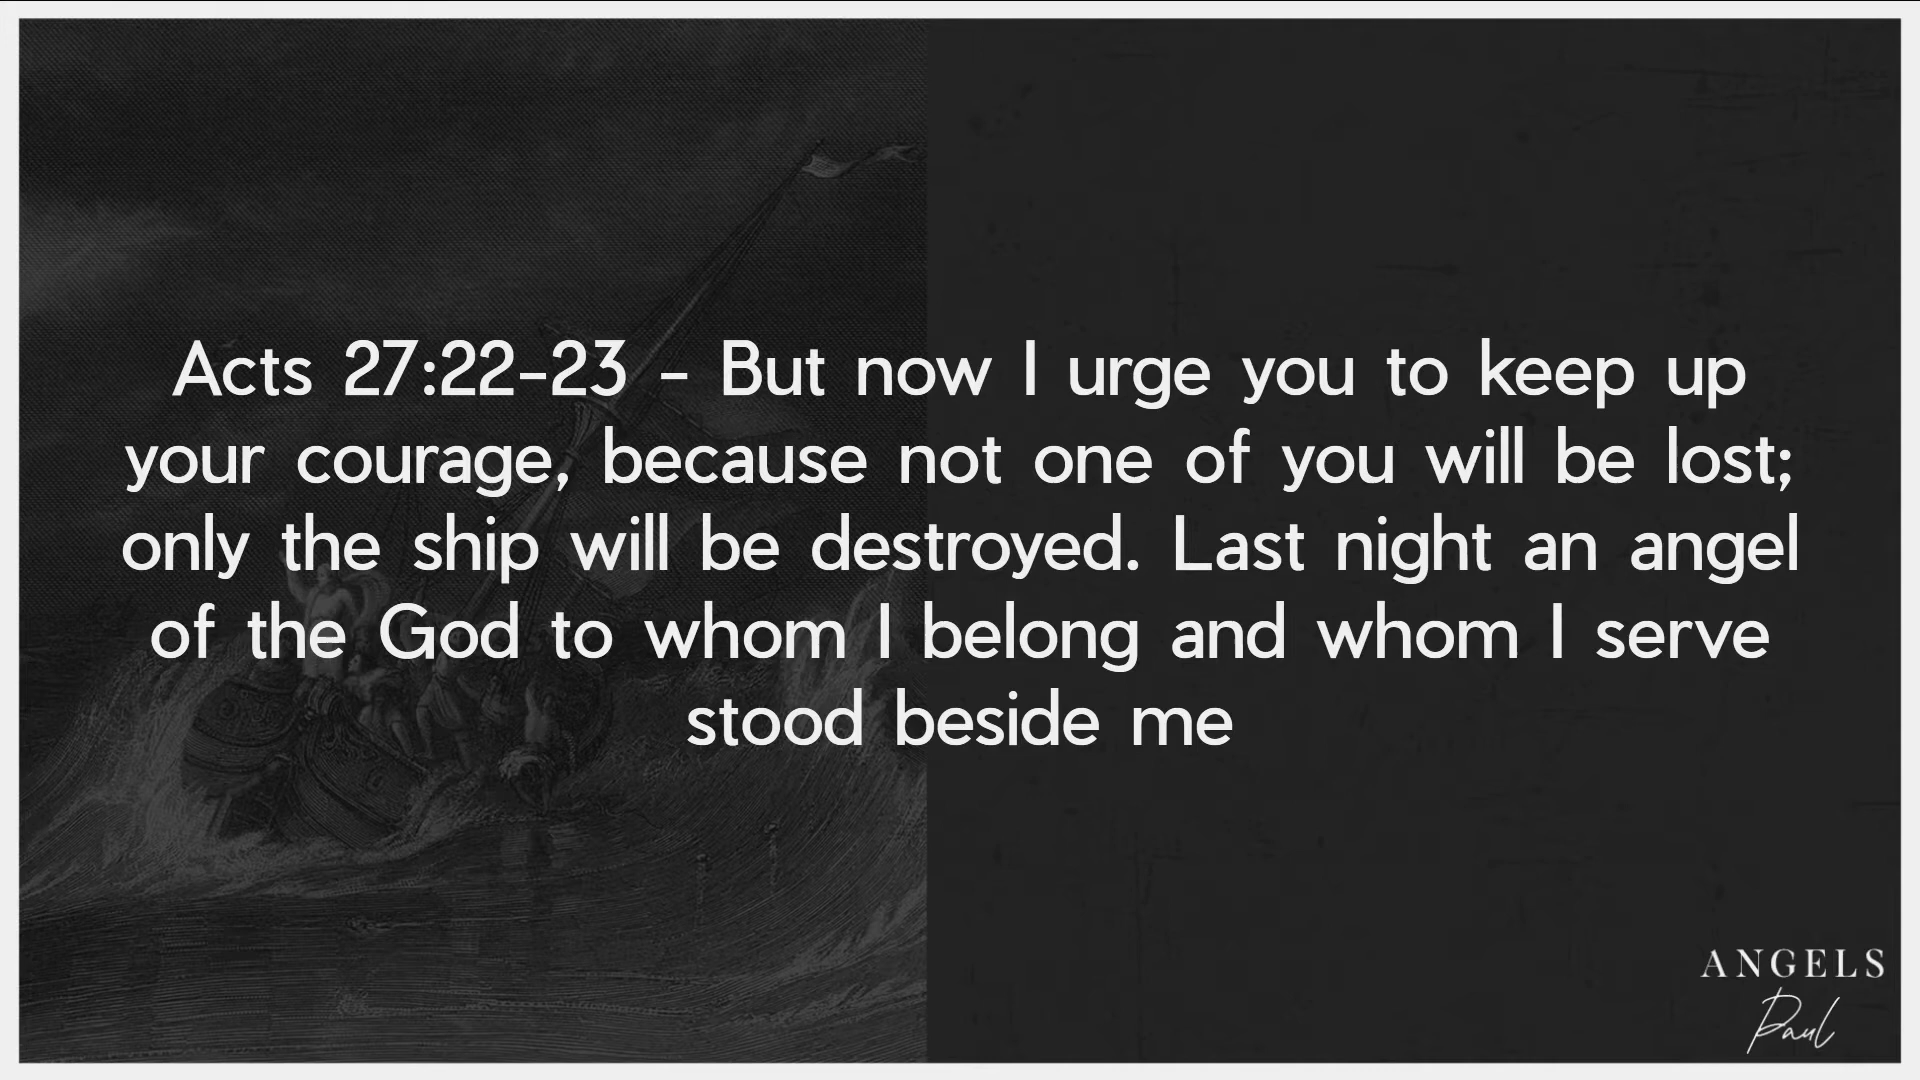 Acts 27:22-23 - But now I urge you to keep up
your courage, because not one of you will be lost;
only the ship will be destroyed. Last night an angel
of the God to whom I belong and whom I serve
stood beside me
ANGELS
Paul